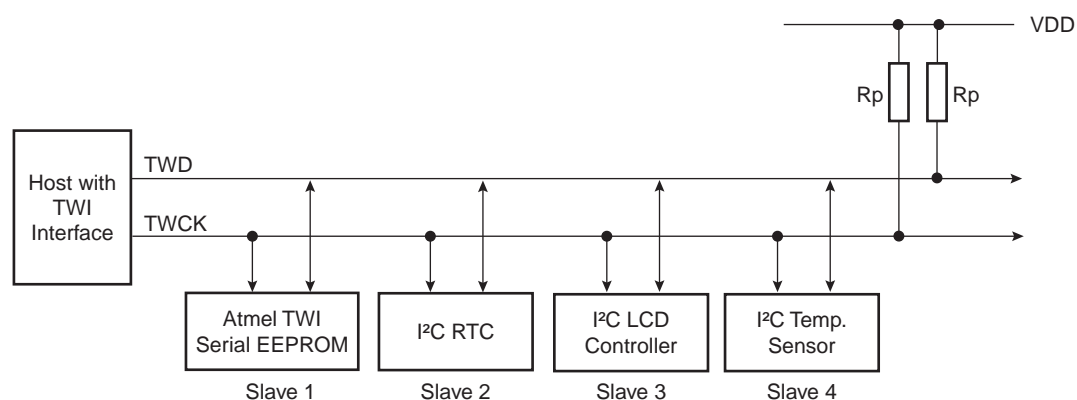 VDD
Rp
Rp
Host with
TWI
Interface
TWD
TWCK
Atmel TWI
Serial EEPROM
I²C RTC
I²C LCD
Controller
I²C Temp.
Sensor
Slave 1
Slave 2
Slave 3
Slave 4